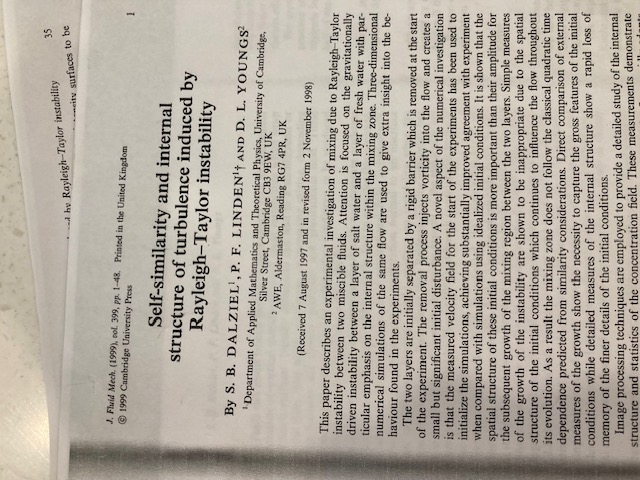 35
by Rayleigh–Taylor instability
surfaces to be
J. Fluid Mech. (1999), vol. 399, pp. 1–48. Printed in the United Kingdom
© 1999 Cambridge University Press
1
Self-similarity and internal
structure of turbulence induced by
Rayleigh–Taylor instability
By S. B. DALZIEL¹, P. F. LINDEN¹† AND D. L. YOUNGS²
¹ Department of Applied Mathematics and Theoretical Physics, University of Cambridge,
Silver Street, Cambridge CB3 9EW, UK
² AWE, Aldermaston, Reading RG7 4PR, UK
(Received 7 August 1997 and in revised form 2 November 1998)
This paper describes an experimental investigation of mixing due to Rayleigh–Taylor
instability between two miscible fluids. Attention is focused on the gravitationally
driven instability between a layer of salt water and a layer of fresh water with par-
ticular emphasis on the internal structure within the mixing zone. Three-dimensional
numerical simulations of the same flow are used to give extra insight into the be-
haviour found in the experiments.
The two layers are initially separated by a rigid barrier which is removed at the start
of the experiment. The removal process injects vorticity into the flow and creates a
small but significant initial disturbance. A novel aspect of the numerical investigation
is that the measured velocity field for the start of the experiments has been used to
initialize the simulations, achieving substantially improved agreement with experiment
when compared with simulations using idealized initial conditions. It is shown that the
spatial structure of these initial conditions is more important than their amplitude for
the subsequent growth of the mixing region between the two layers. Simple measures
of the growth of the instability are shown to be inappropriate due to the spatial
structure of the initial conditions which continues to influence the flow throughout
its evolution. As a result the mixing zone does not follow the classical quadratic time
dependence predicted from similarity considerations. Direct comparison of external
measures of the growth show the necessity to capture the gross features of the initial
conditions while detailed measures of the internal structure show a rapid loss of
memory of the finer details of the initial conditions.
Image processing techniques are employed to provide a detailed study of the internal
structure and statistics of the concentration field. These measurements demonstrate